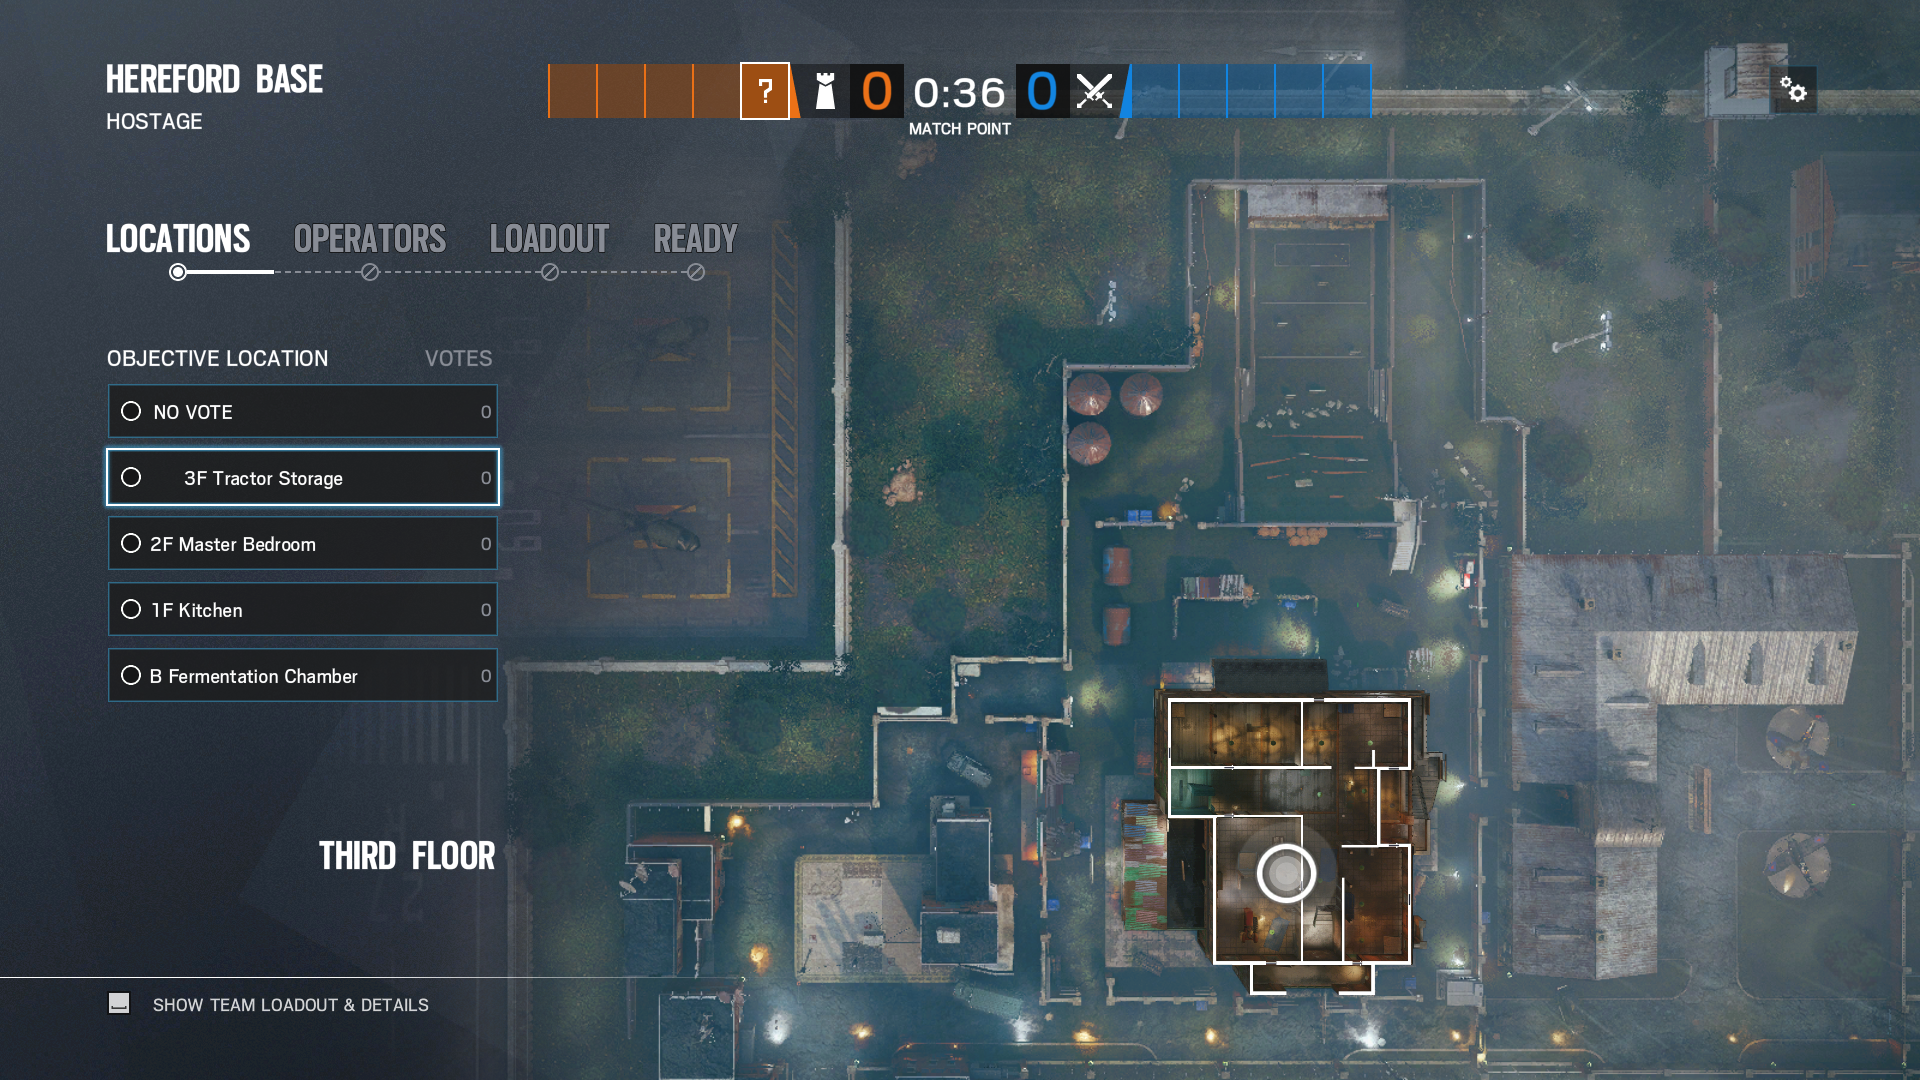 HEREFORD BASE
HOSTAGE
?
0
0:36
0
MATCH POINT
LOCATIONS
OPERATORS
LOADOUT
READY
OBJECTIVE LOCATION
VOTES
NO VOTE
0
3F Tractor Storage
0
2F Master Bedroom
0
1F Kitchen
0
B Fermentation Chamber
0
THIRD FLOOR
SHOW TEAM LOADOUT & DETAILS